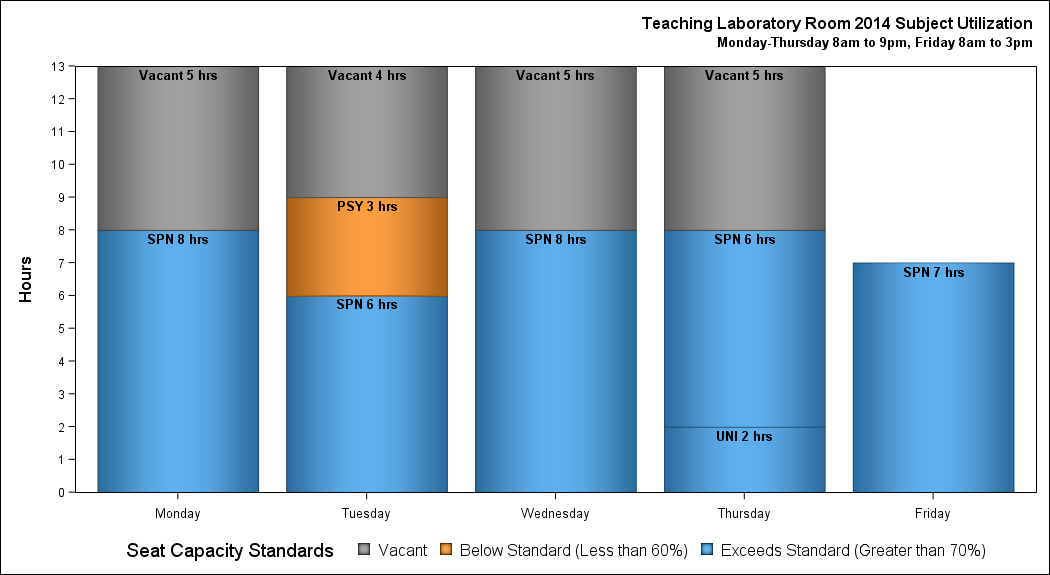 Teaching Laboratory Room 2014 Subject Utilization
Monday-Thursday 8am to 9pm, Friday 8am to 3pm
Hours
13
12
11
10
9
8
7
6
5
4
3
2
1
0
Vacant 5 hrs
SPN 8 hrs
Vacant 4 hrs
PSY 3 hrs
SPN 6 hrs
Vacant 5 hrs
SPN 8 hrs
Vacant 5 hrs
SPN 6 hrs
UNI 2 hrs
SPN 7 hrs
Monday Tuesday Wednesday Thursday Friday
Seat Capacity Standards Vacant Below Standard (Less than 60%) Exceeds Standard (Greater than 70%)